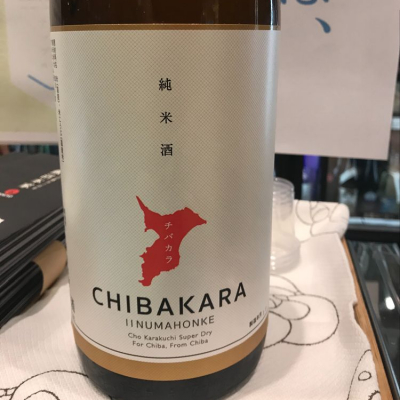 純米酒
チバカラ
CHIBAKARA
IINUMAHONKE
Cho Karakuchi Super Dry
For Chiba, From Chiba